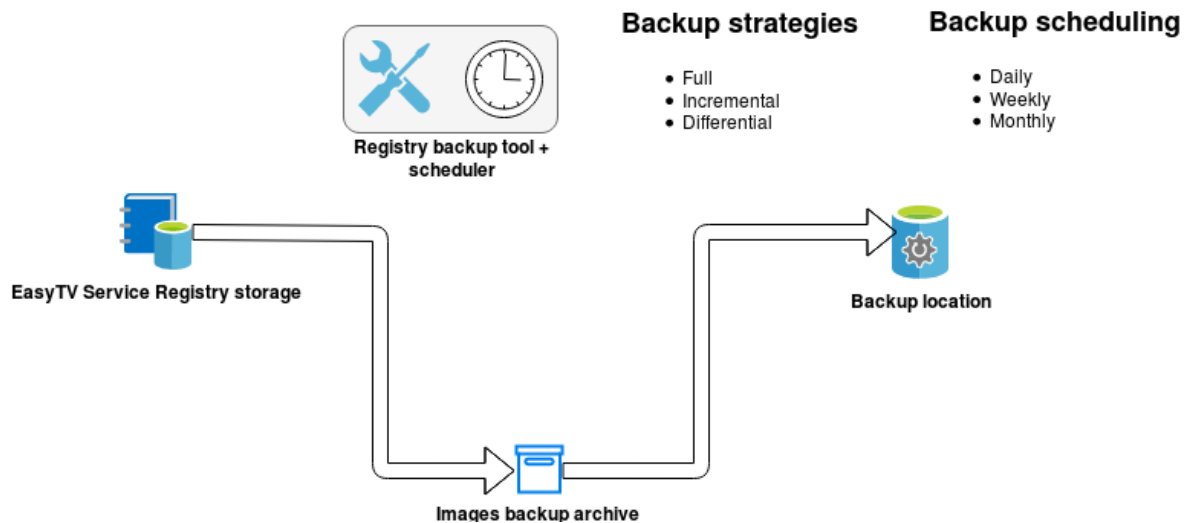 Backup strategies
Backup scheduling
• Full
• Incremental
• Differential
• Daily
• Weekly
• Monthly
Registry backup tool +
scheduler
EasyTV Service Registry storage
Backup location
Images backup archive